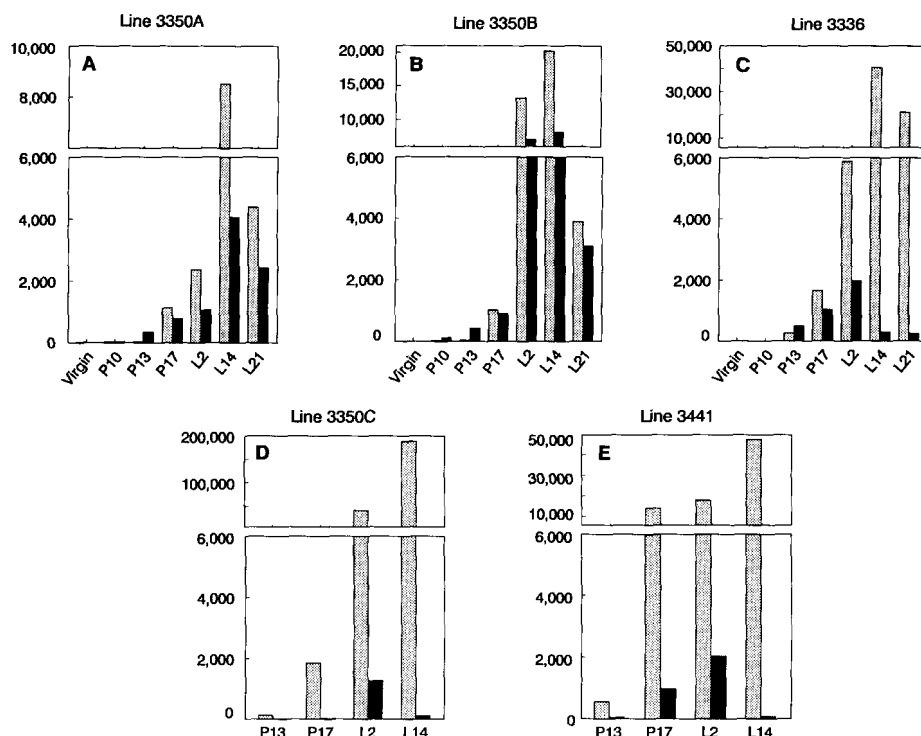 Line 3350A
A
10,000
8,000
6,000
4,000
2,000
0
Virgin
P10
P13
P17
L2
L14
L21
Line 3350B
B
20,000
15,000
10,000
6,000
4,000
2,000
0
Virgin
P10
P13
P17
L2
L14
L21
Line 3336
C
50,000
40,000
30,000
10,000
6,000
4,000
2,000
0
Virgin
P10
P13
P17
L2
L14
L21
Line 3350C
D
200,000
100,000
6,000
4,000
2,000
0
P13
P17
L2
L14
Line 3441
E
50,000
30,000
10,000
6,000
4,000
2,000
0
P13
P17
L2
L14